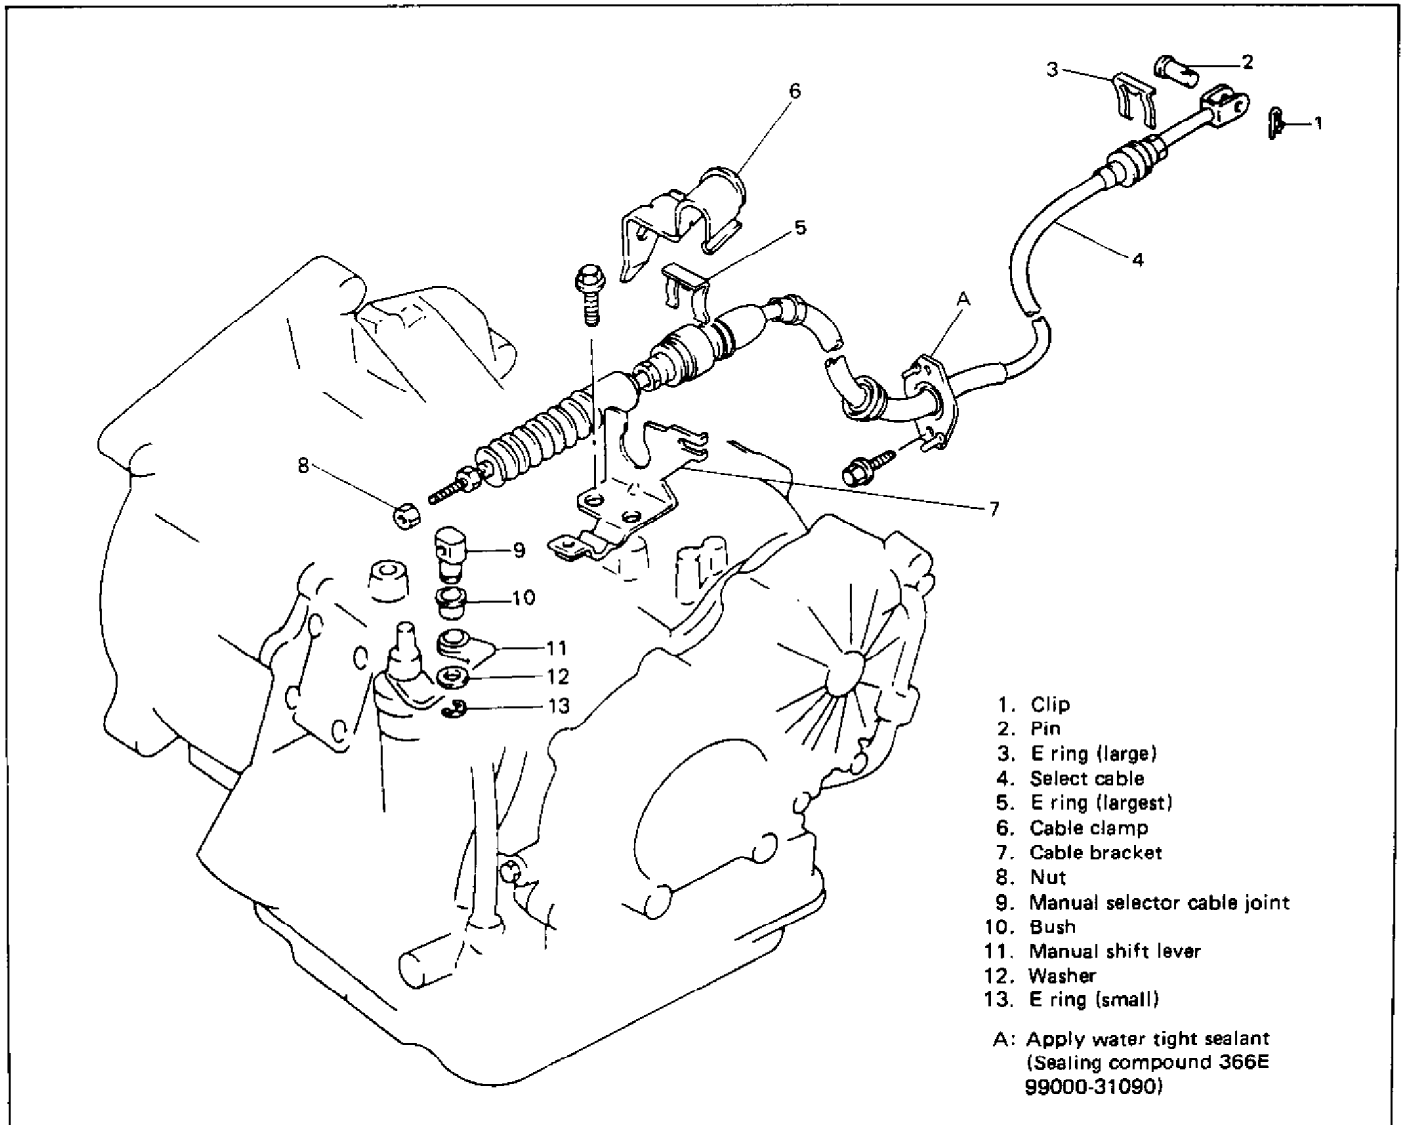 3
2
1
6
5
4
A
8
7
9
10
11
12
13
1. Clip
2. Pin
3. E ring (large)
4. Select cable
5. E ring (largest)
6. Cable clamp
7. Cable bracket
8. Nut
9. Manual selector cable joint
10. Bush
11. Manual shift lever
12. Washer
13. E ring (small)
A: Apply water tight sealant
(Sealing compound 366E
99000-31090)